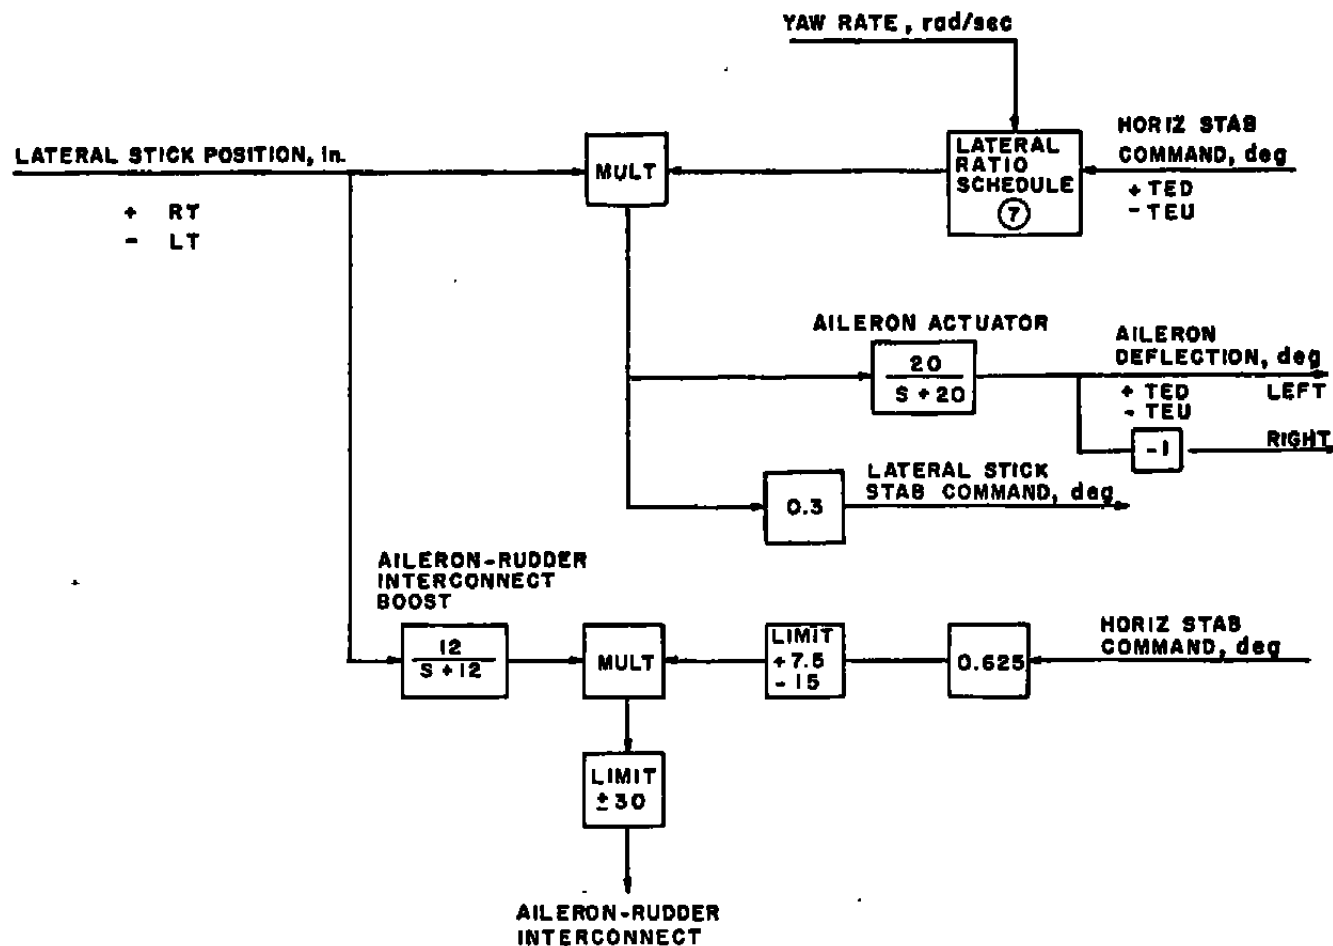 YAW RATE, rad/sec
LATERAL STICK POSITION, in.
+ RT
- LT
MULT
LATERAL
RATIO
SCHEDULE
7
HORIZ STAB
COMMAND, deg
+ TED
- TEU
AILERON ACTUATOR
20
S + 20
AILERON
DEFLECTION, deg
+ TED
- TEU
LEFT
-1
RIGHT
LATERAL STICK
STAB COMMAND, deg
0.3
AILERON-RUDDER
INTERCONNECT
BOOST
12
S + 12
MULT
LIMIT
+7.5
-15
0.625
HORIZ STAB
COMMAND, deg
LIMIT
±30
AILERON-RUDDER
INTERCONNECT